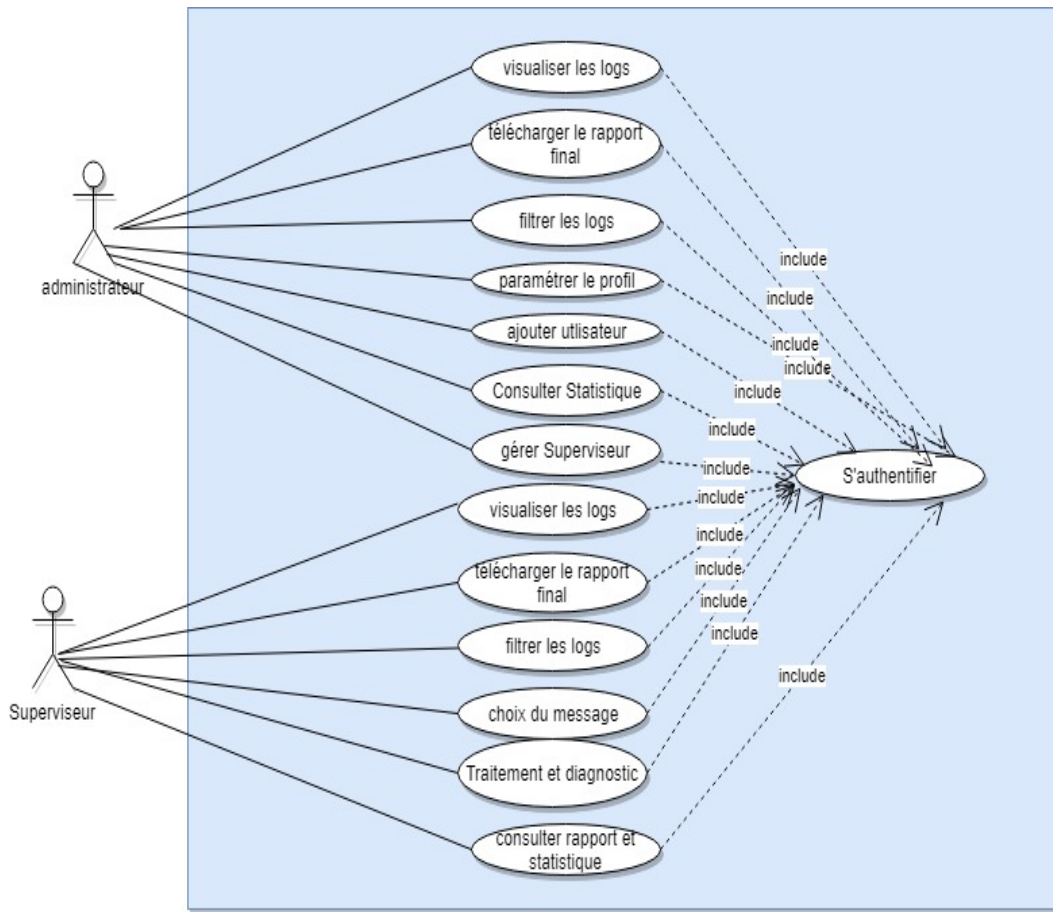 visualiser les logs
télécharger le rapport
final
filtrer les logs
include
administrateur
paramétrer le profil
include
ajouter utlisateur
include
include
Consulter Statistique
include
include
gérer Superviseur
include
S'authentifier
visualiser les logs
include
include
télécharger le rapport
final
include
include
filtrer les logs
include
include
Superviseur
choix du message
Traitement et diagnostic
consulter rapport et
statistique